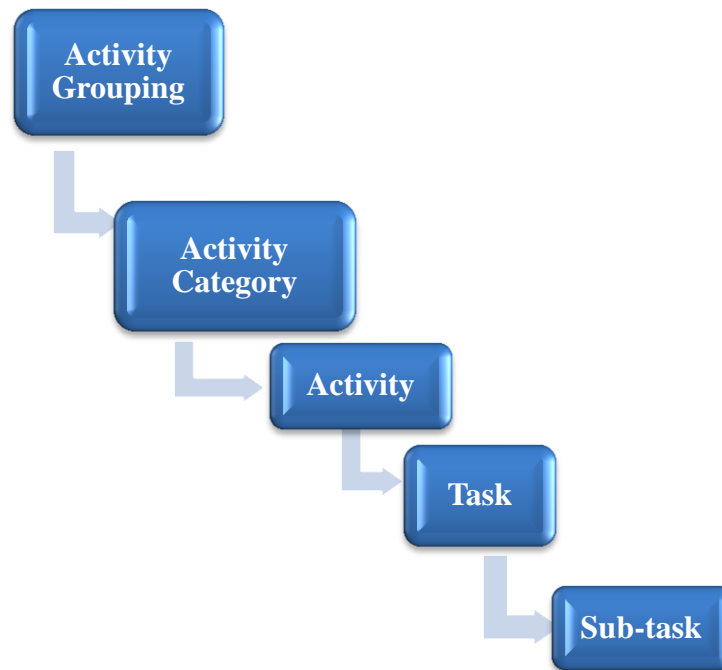 Activity
Grouping
Activity
Category
Activity
Task
Sub-task